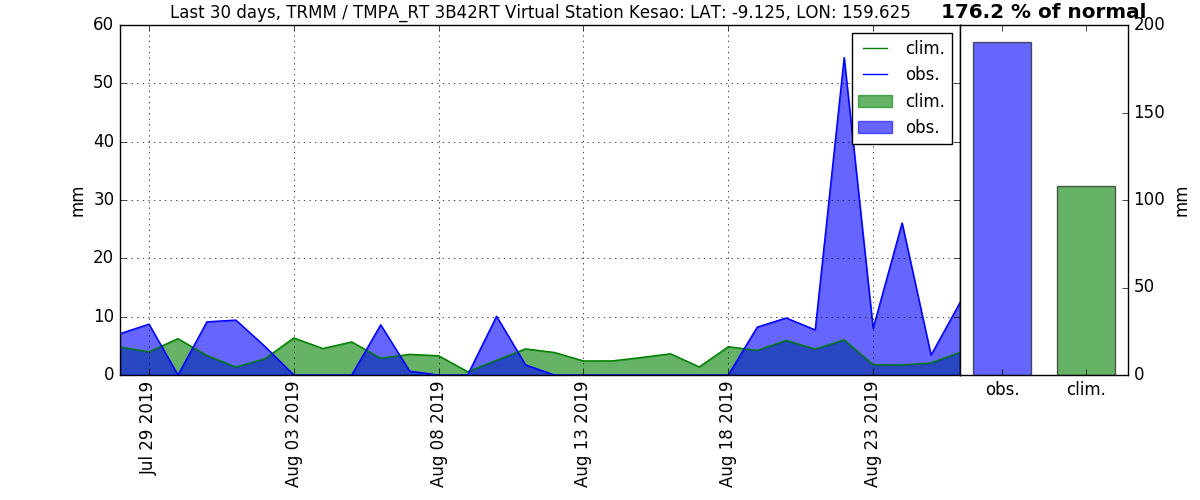 Last 30 days, TRMM / TMPA_RT 3B42RT Virtual Station Kesao: LAT: -9.125, LON: 159.625
176.2 % of normal
60
50
40
30
20
10
0
mm
clim.
obs.
clim.
obs.
200
150
100
50
0
mm
Jul 29 2019
Aug 03 2019
Aug 08 2019
Aug 13 2019
Aug 18 2019
Aug 23 2019
obs.
clim.